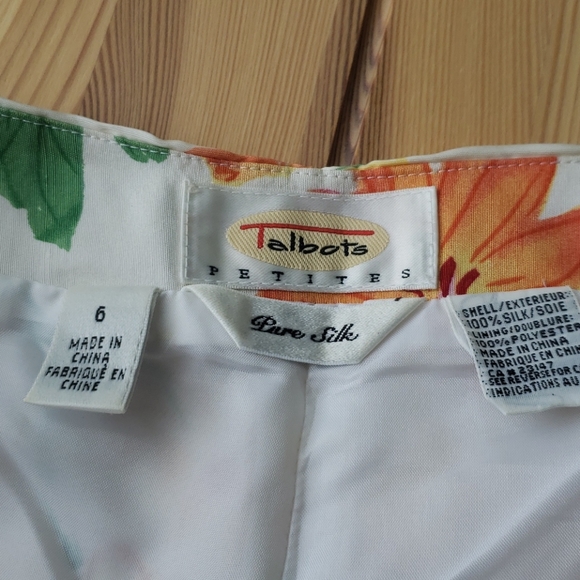 Talbots
PETITES
Pure Silk
6
MADE IN
CHINA
FABRIQUÉ EN
CHINE
SHELL/EXTERIEUR
100% SILK/SOIE
LINING/DOUBLURE:
100% POLYESTER
MADE IN CHINA
FABRIQUE EN CHINE
CA# 23147
SEE REVERSE FOR
INDICATIONS AU